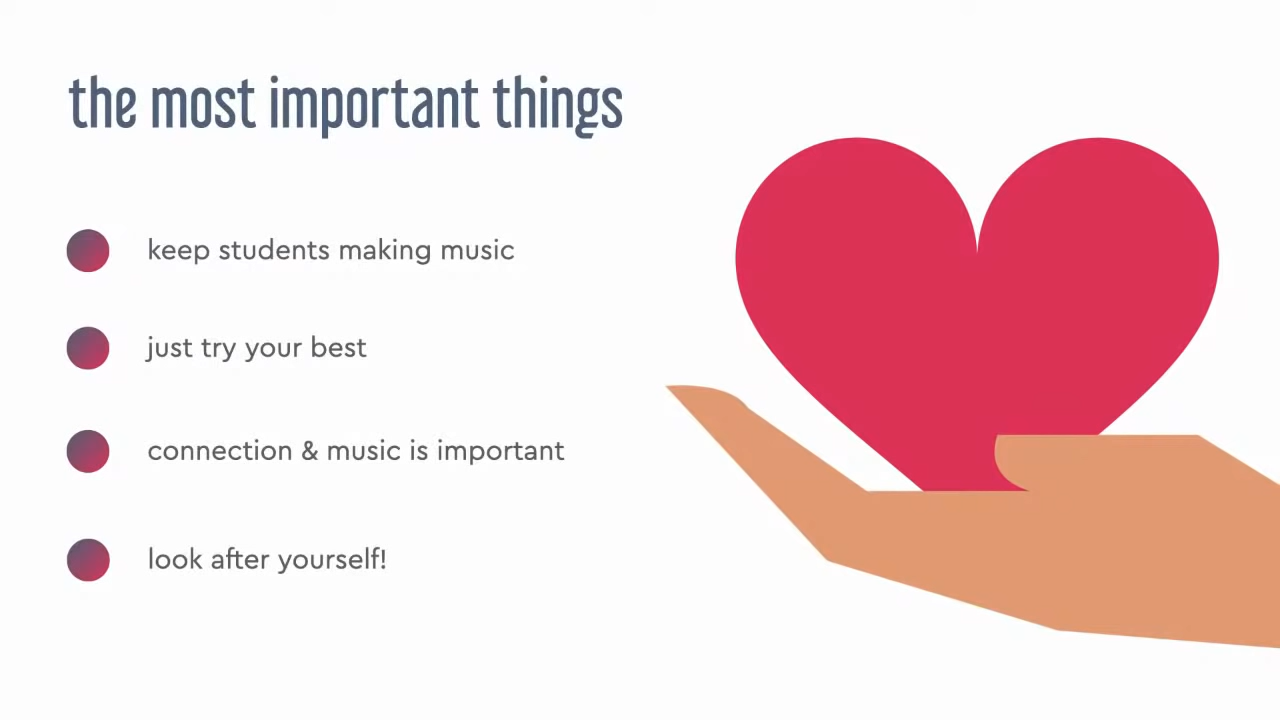 the most important things
keep students making music
just try your best
connection & music is important
look after yourself!